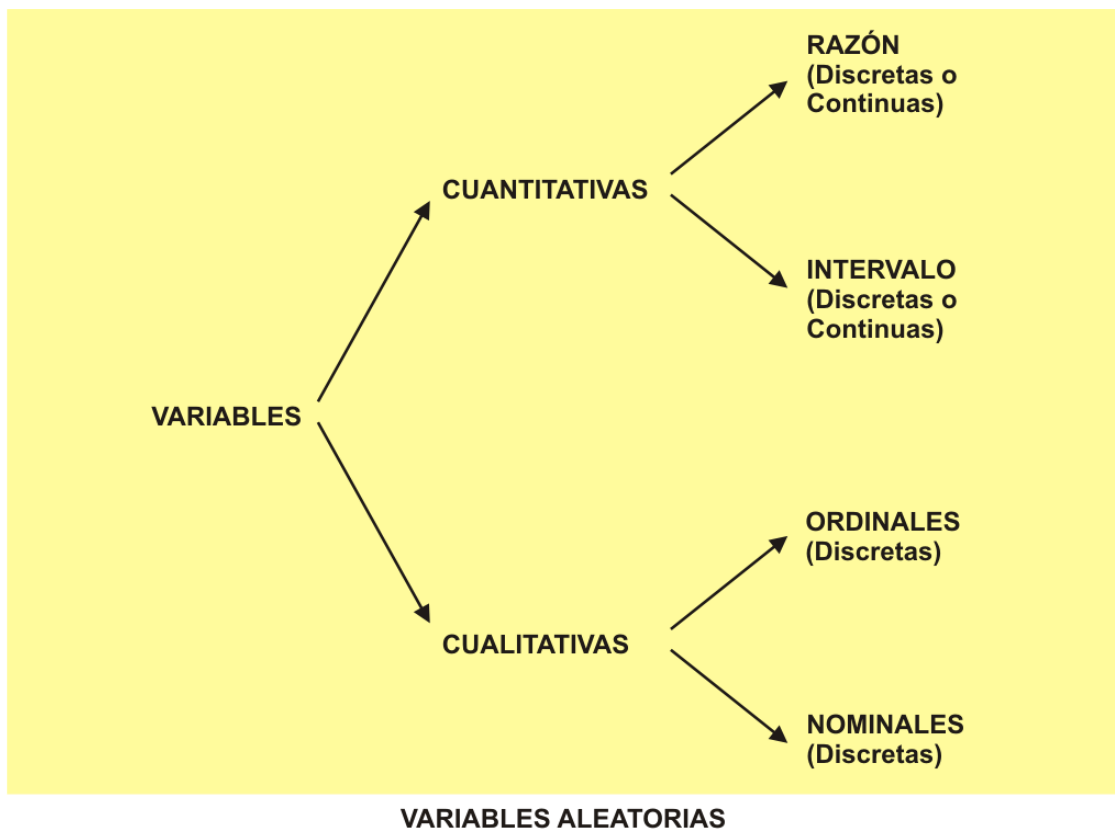 RAZÓN
(Discretas o
Continuas)
CUANTITATIVAS
INTERVALO
(Discretas o
Continuas)
VARIABLES
ORDINALES
(Discretas)
CUALITATIVAS
NOMINALES
(Discretas)
VARIABLES ALEATORIAS